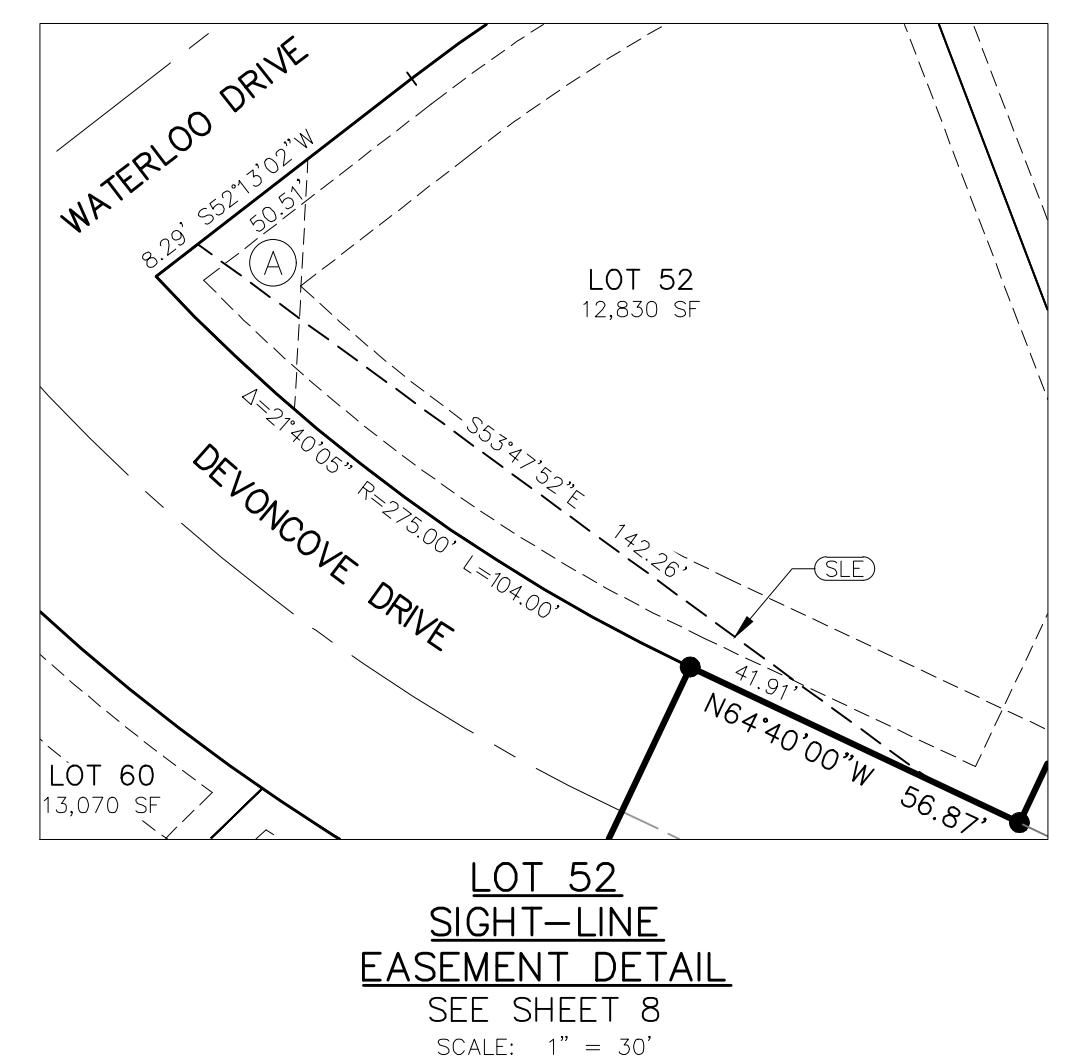 WATERLOO DRIVE
8.29' S52°13'02"W
50.51'
A
LOT 52
12,830 SF
S53°47'52"E
142.26'
SLE
Δ=21°40'05" R=275.00' L=104.00'
DEVONCOVE DRIVE
41.91'
N64°40'00"W
56.87'
LOT 60
13,070 SF
LOT 52
SIGHT-LINE
EASEMENT DETAIL
SEE SHEET 8
SCALE: 1" = 30'